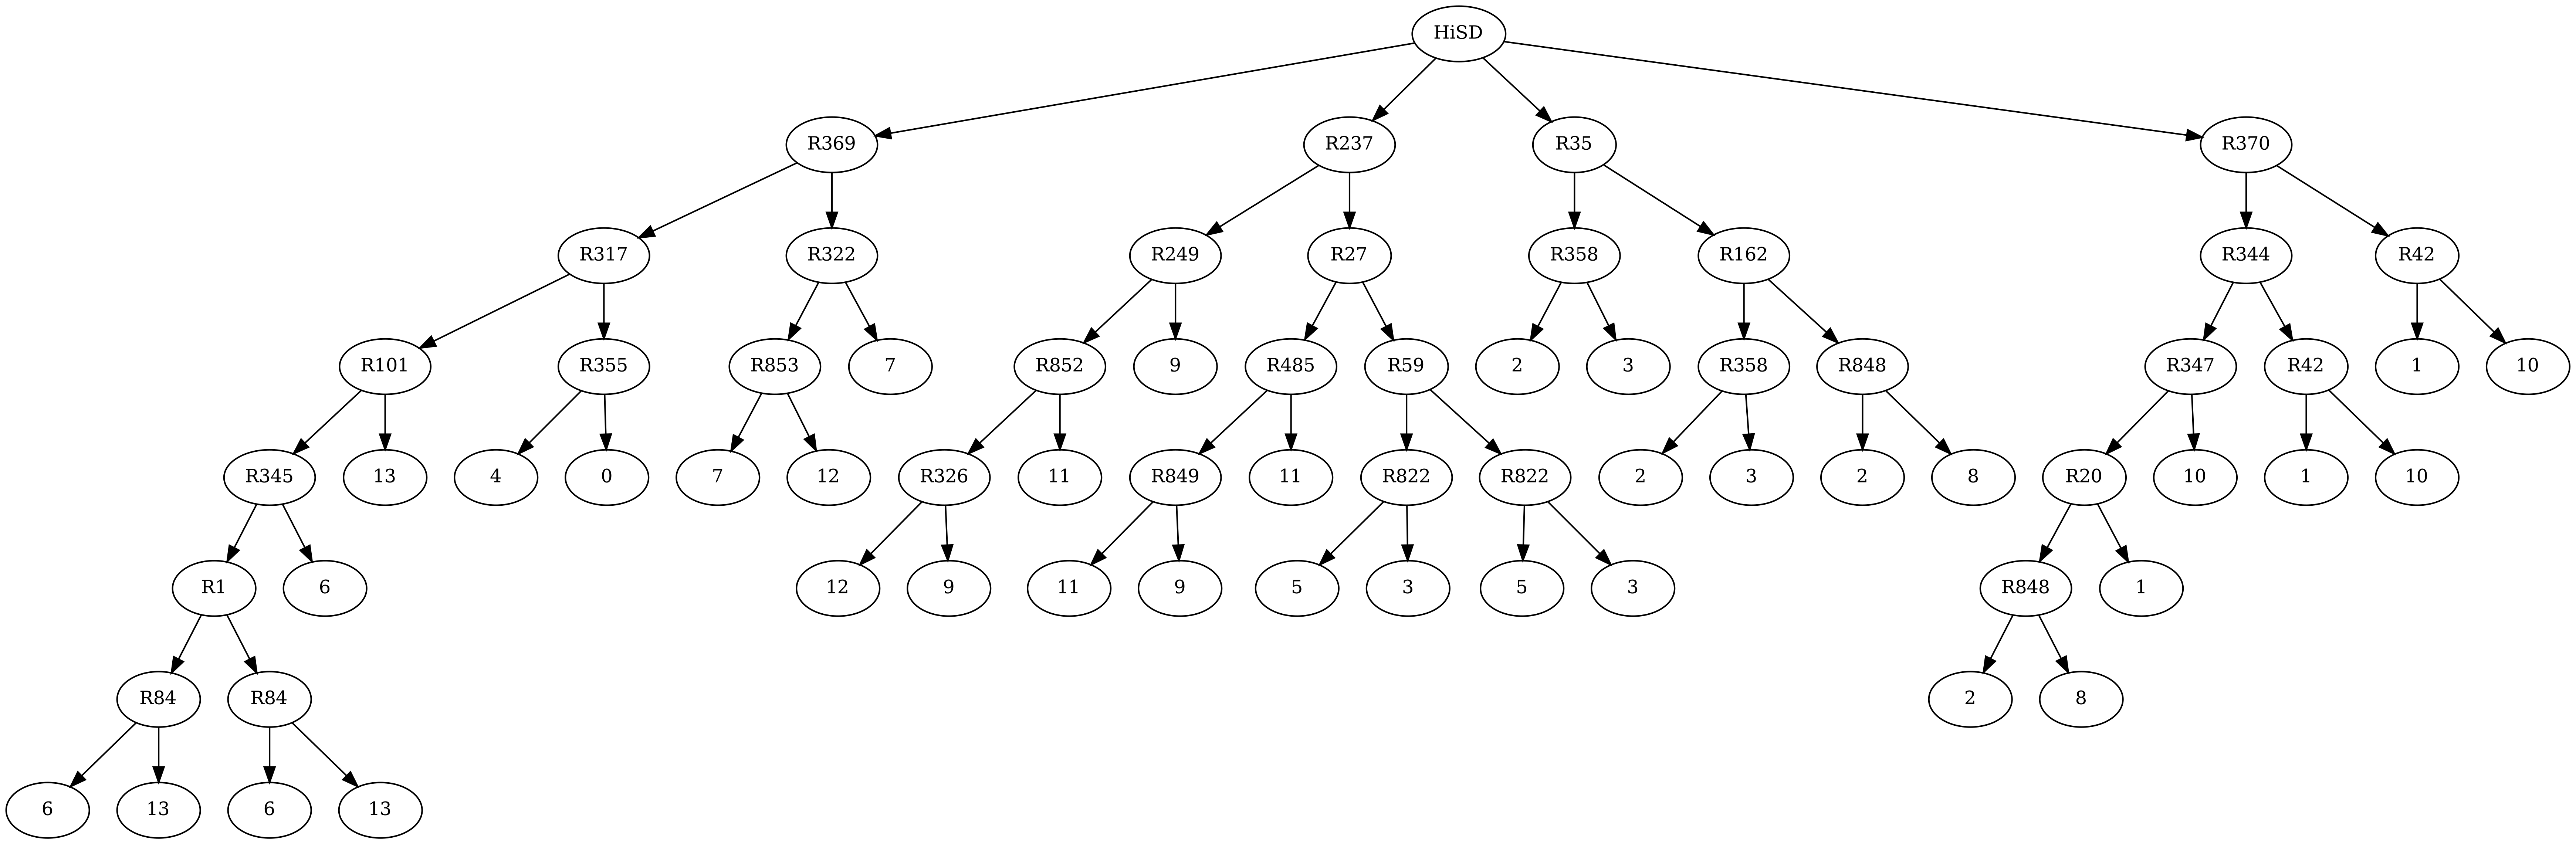 HiSD
R369 R237 R35 R370
R317 R322 R249 R27 R358 R162 R344 R42
R101 R355 R853 7 R852 9 R485 R59 2 3 R358 R848 R347 R42 1 10
R345 13 4 0 7 12 R326 11 R849 11 R822 R822 2 3 2 8 R20 10 1 10
R1 6 12 9 11 9 5 3 5 3 R848 1
R84 R84 2 8
6 13 6 13